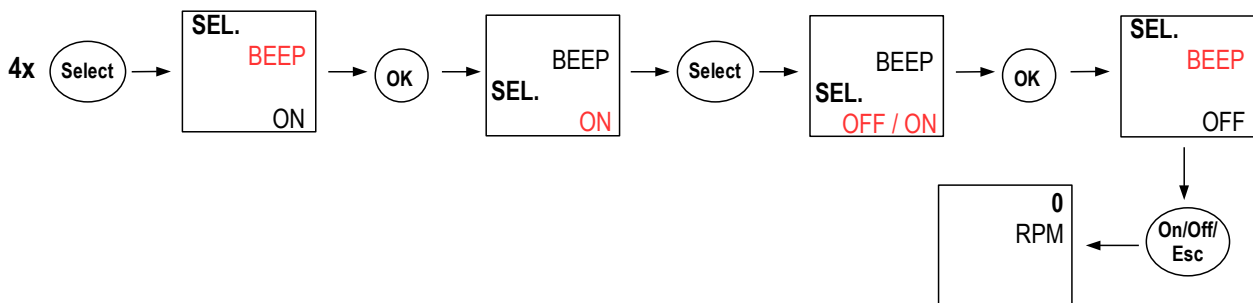 4x
Select
SEL.
BEEP
ON
OK
BEEP
SEL.
ON
Select
BEEP
SEL.
OFF / ON
OK
SEL.
BEEP
OFF
On/Off/
Esc
0
RPM